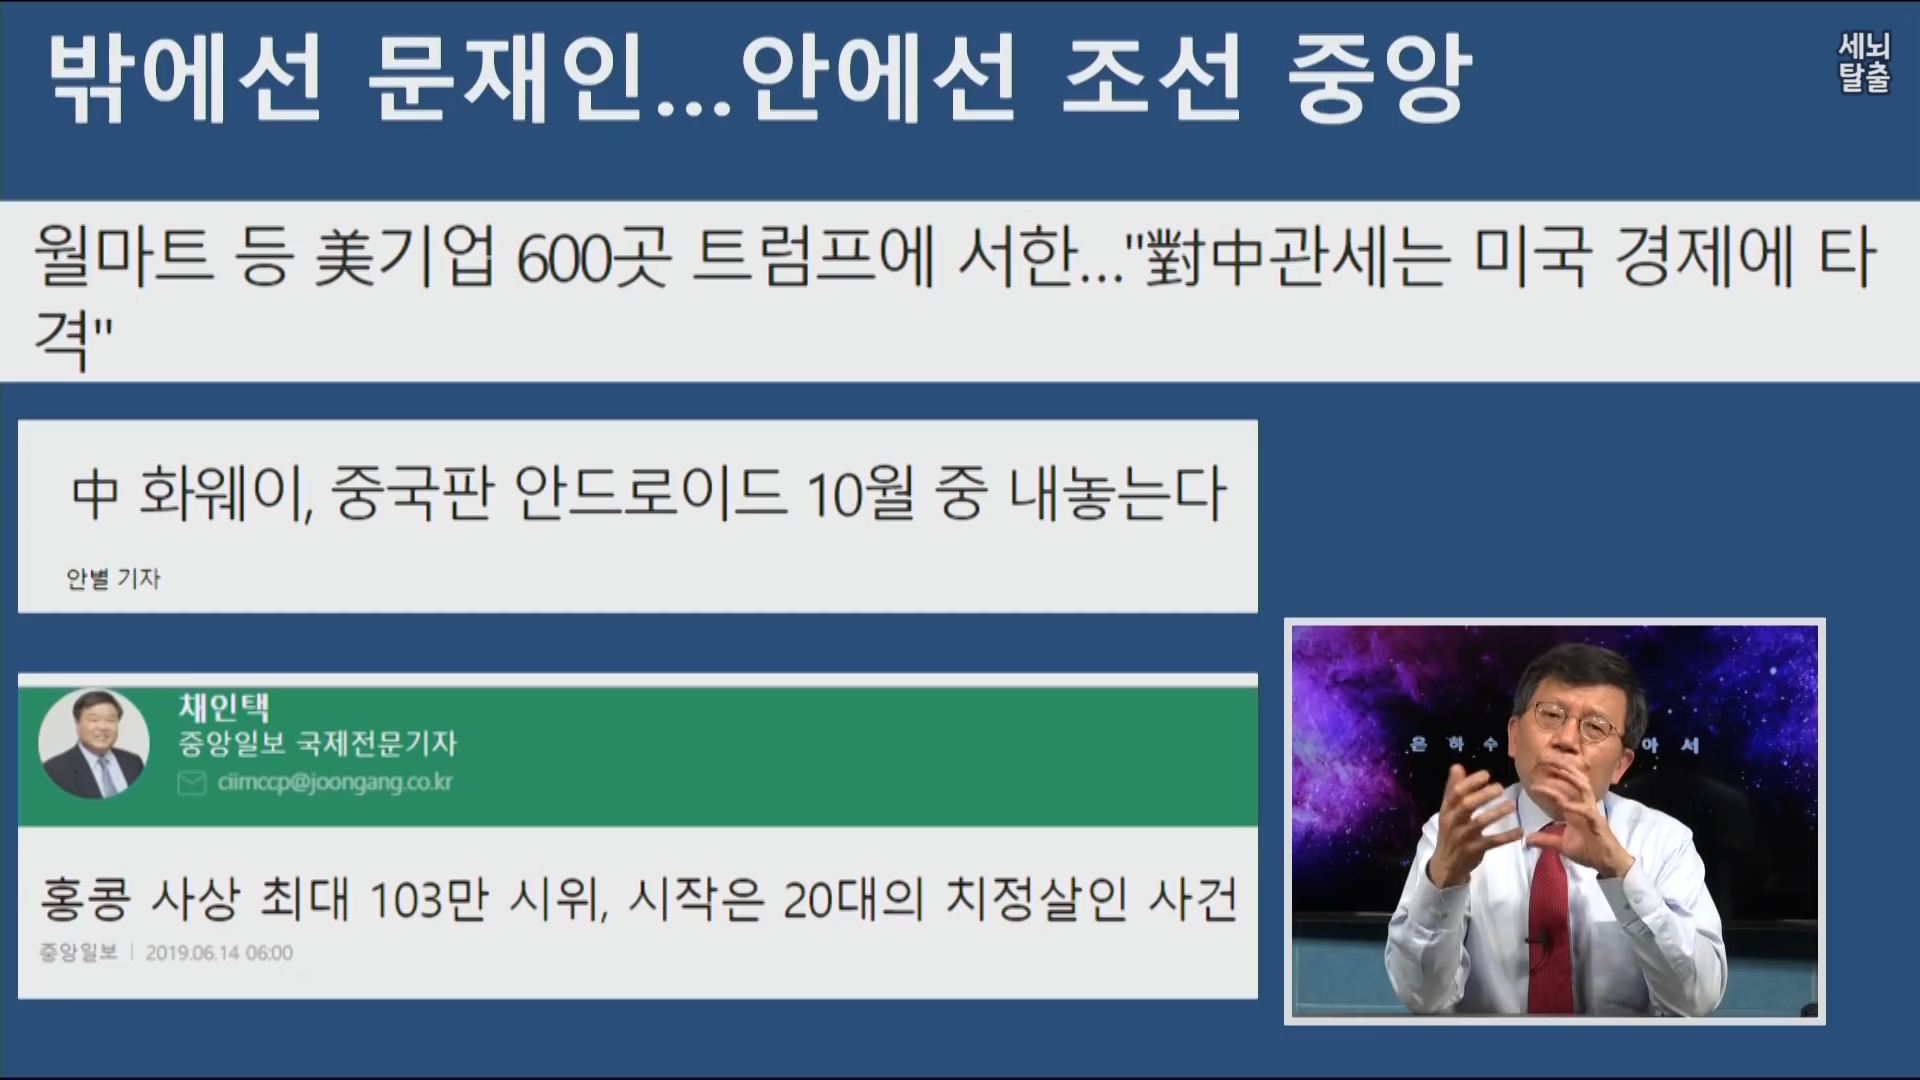 밖에선 문재인...안에선 조선 중앙
세뇌
탈출
월마트 등 美기업 600곳 트럼프에 서한..."對中관세는 미국 경제에 타
격"
中 화웨이, 중국판 안드로이드 10월 중 내놓는다
안별 기자
채인택
중앙일보 국제전문기자
ciimccp@joongang.co.kr
홍콩 사상 최대 103만 시위, 시작은 20대의 치정살인 사건
중앙일보 | 2019.06.14 06:00
은 하 수 아 서